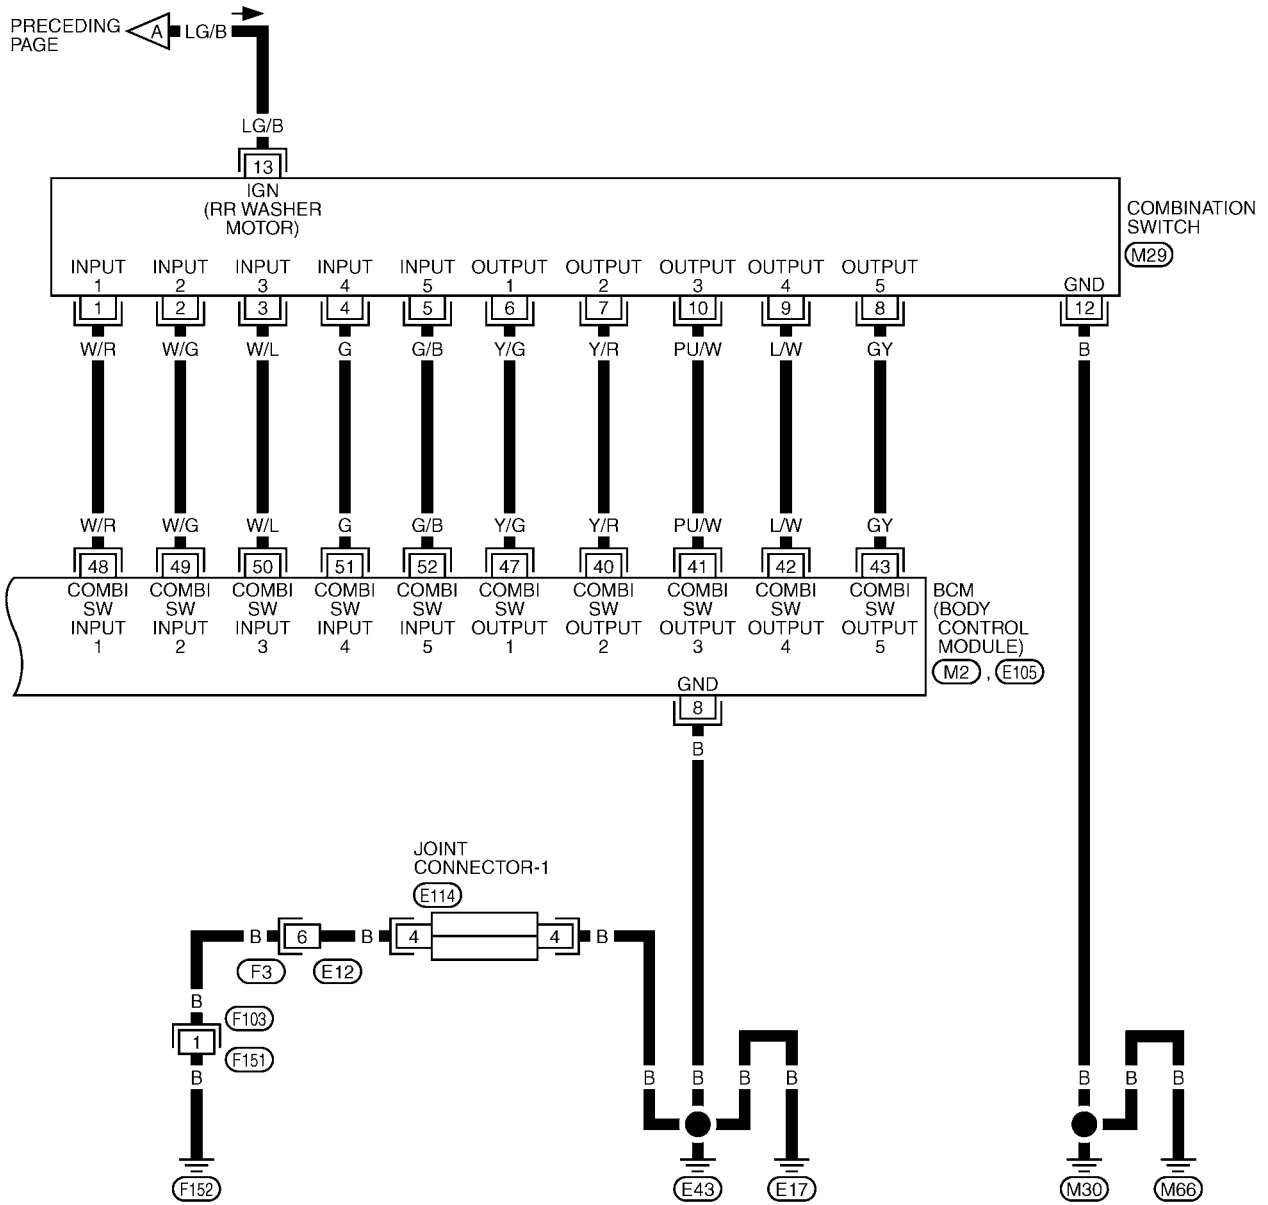 PRECEDING
PAGE
A
LG/B
LG/B
13
IGN
(RR WASHER
MOTOR)
COMBINATION
SWITCH
M29
INPUT INPUT INPUT INPUT INPUT OUTPUT OUTPUT OUTPUT OUTPUT OUTPUT
1 2 3 4 5 1 2 3 4 5 GND
1 2 3 4 5 6 7 10 9 8 12
W/R W/G W/L G G/B Y/G Y/R PU/W L/W GY B
W/R W/G W/L G G/B Y/G Y/R PU/W L/W GY
48 49 50 51 52 47 40 41 42 43
COMBI COMBI COMBI COMBI COMBI COMBI COMBI COMBI COMBI COMBI
SW SW SW SW SW SW SW SW SW SW
INPUT INPUT INPUT INPUT INPUT OUTPUT OUTPUT OUTPUT OUTPUT OUTPUT
1 2 3 4 5 1 2 3 4 5
BCM
(BODY
CONTROL
MODULE)
M2 , E105
GND
8
B
JOINT
CONNECTOR-1
E114
B 6 B 4 4 B
F3 E12
B
F103
1
F151
B B B B B B B B
F152 E43 E17 M30 M66